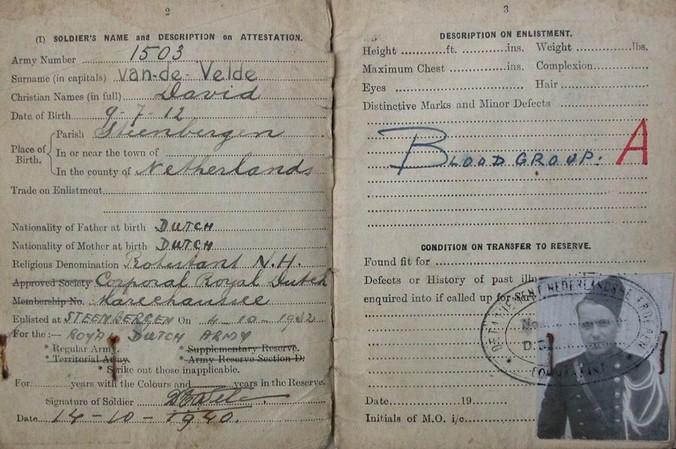 2
(I) SOLDIER'S NAME and DESCRIPTION on ATTESTATION.
Army Number 1503
Surname (in capitals) van-de-Velde
Christian Names (in full) David
Date of Birth 9-7-12
Place of Birth. Parish Steenbergen
In or near the town of
In the county of Netherlands
Trade on Enlistment
Nationality of Father at birth DUTCH
Nationality of Mother at birth DUTCH
Religious Denomination Protestant N.H.
Approved Society Corporal Royal Dutch
Membership No. Marechaussee
Enlisted at STEENBERGEN On 4-10-1932
For the :— ROYAL DUTCH ARMY
* Regular Army. * Supplementary Reserve.
* Territorial Army. * Army Reserve Section D.
* Strike out those inapplicable.
For years with the Colours and years in the Reserve.
Signature of Soldier
Date 14-10-1940.
3
DESCRIPTION ON ENLISTMENT.
Height ft. ins. Weight lbs.
Maximum Chest ins. Complexion
Eyes Hair
Distinctive Marks and Minor Defects
BLOODGROUP. A
CONDITION ON TRANSFER TO RESERVE.
Found fit for
Defects or History of past
enquired into if called up for
No.
D.
Date 19
Initials of M.O. i/c